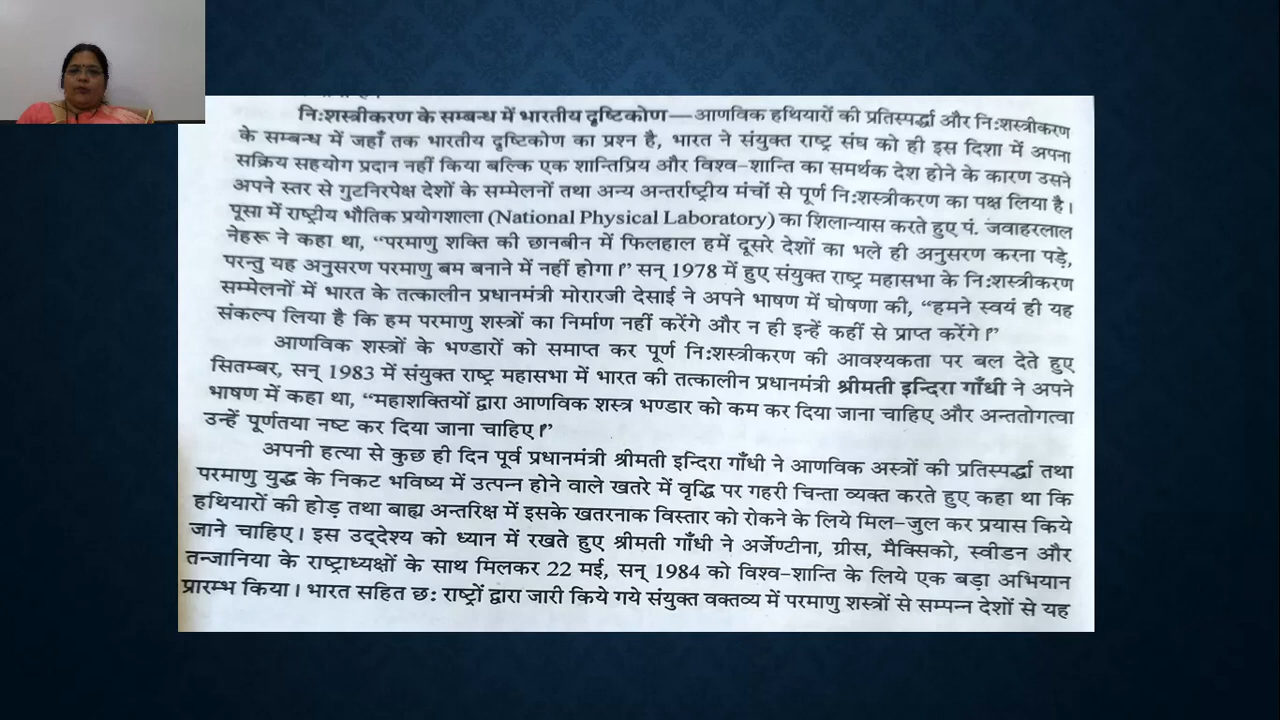 निःशस्त्रीकरण के सम्बन्ध में भारतीय दृष्टिकोण—आणविक हथियारों की प्रतिस्पर्द्धा और निःशस्त्रीकरण
के सम्बन्ध में जहाँ तक भारतीय दृष्टिकोण का प्रश्न है, भारत ने संयुक्त राष्ट्र संघ को ही इस दिशा में अपना
सक्रिय सहयोग प्रदान नहीं किया बल्कि एक शान्तिप्रिय और विश्व-शान्ति का समर्थक देश होने के कारण उसने
अपने स्तर से गुटनिरपेक्ष देशों के सम्मेलनों तथा अन्य अन्तर्राष्ट्रीय मंचों से पूर्ण निःशस्त्रीकरण का पक्ष लिया है।
पूसा में राष्ट्रीय भौतिक प्रयोगशाला (National Physical Laboratory) का शिलान्यास करते हुए पं. जवाहरलाल
नेहरू ने कहा था, “परमाणु शक्ति की छानबीन में फिलहाल हमें दूसरे देशों का भले ही अनुसरण करना पड़े,
परन्तु यह अनुसरण परमाणु बम बनाने में नहीं होगा।” सन् 1978 में हुए संयुक्त राष्ट्र महासभा के निःशस्त्रीकरण
सम्मेलनों में भारत के तत्कालीन प्रधानमंत्री मोरारजी देसाई ने अपने भाषण में घोषणा की, “हमने स्वयं ही यह
संकल्प लिया है कि हम परमाणु शस्त्रों का निर्माण नहीं करेंगे और न ही इन्हें कहीं से प्राप्त करेंगे।”
आणविक शस्त्रों के भण्डारों को समाप्त कर पूर्ण निःशस्त्रीकरण की आवश्यकता पर बल देते हुए
सितम्बर, सन् 1983 में संयुक्त राष्ट्र महासभा में भारत की तत्कालीन प्रधानमंत्री श्रीमती इन्दिरा गाँधी ने अपने
भाषण में कहा था, “महाशक्तियों द्वारा आणविक शस्त्र भण्डार को कम कर दिया जाना चाहिए और अन्ततोगत्वा
उन्हें पूर्णतया नष्ट कर दिया जाना चाहिए।”
अपनी हत्या से कुछ ही दिन पूर्व प्रधानमंत्री श्रीमती इन्दिरा गाँधी ने आणविक अस्त्रों की प्रतिस्पर्द्धा तथा
परमाणु युद्ध के निकट भविष्य में उत्पन्न होने वाले खतरे में वृद्धि पर गहरी चिन्ता व्यक्त करते हुए कहा था कि
हथियारों की होड़ तथा बाह्य अन्तरिक्ष में इसके खतरनाक विस्तार को रोकने के लिये मिल-जुल कर प्रयास किये
जाने चाहिए। इस उद्देश्य को ध्यान में रखते हुए श्रीमती गाँधी ने अर्जेण्टीना, ग्रीस, मैक्सिको, स्वीडन और
तन्जानिया के राष्ट्राध्यक्षों के साथ मिलकर 22 मई, सन् 1984 को विश्व-शान्ति के लिये एक बड़ा अभियान
प्रारम्भ किया। भारत सहित छः राष्ट्रों द्वारा जारी किये गये संयुक्त वक्तव्य में परमाणु शस्त्रों से सम्पन्न देशों से यह